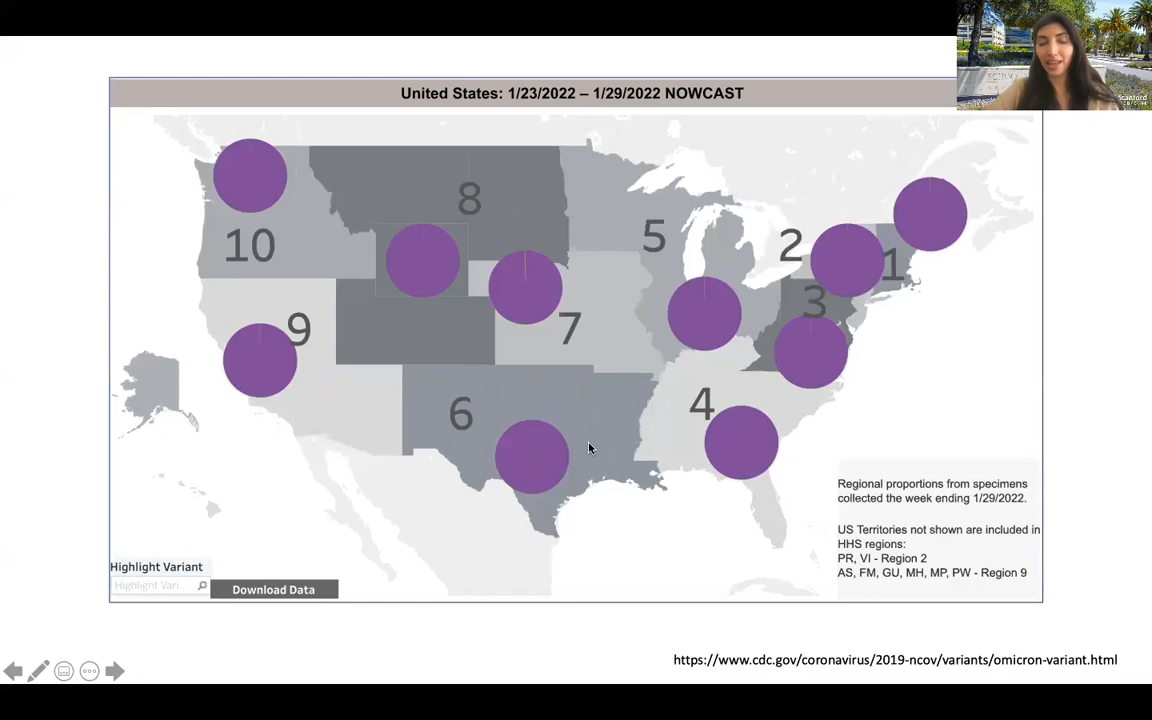 United States: 1/23/2022 – 1/29/2022 NOWCAST
Stanford
8
10
5
2
1
3
9
7
6
4
Regional proportions from specimens
collected the week ending 1/29/2022.
US Territories not shown are included in
HHS regions:
PR, VI - Region 2
AS, FM, GU, MH, MP, PW - Region 9
Highlight Variant
Highlight Vari...
Download Data
https://www.cdc.gov/coronavirus/2019-ncov/variants/omicron-variant.html